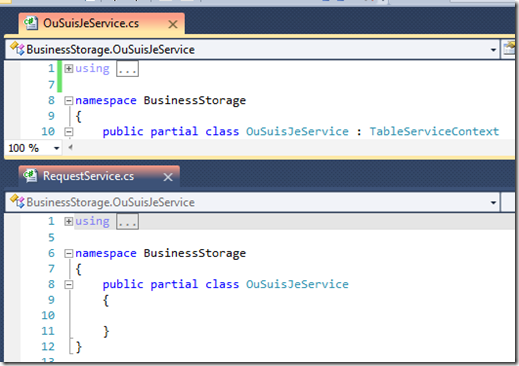 OuSuisJeService.cs
BusinessStorage.OuSuisJeService
1 using ...
7
8 namespace BusinessStorage
9 {
10 public partial class OuSuisJeService : TableServiceContext
100 %
RequestService.cs
BusinessStorage.OuSuisJeService
1 using ...
5
6 namespace BusinessStorage
7 {
8 public partial class OuSuisJeService
9 {
10
11 }
12 }
13